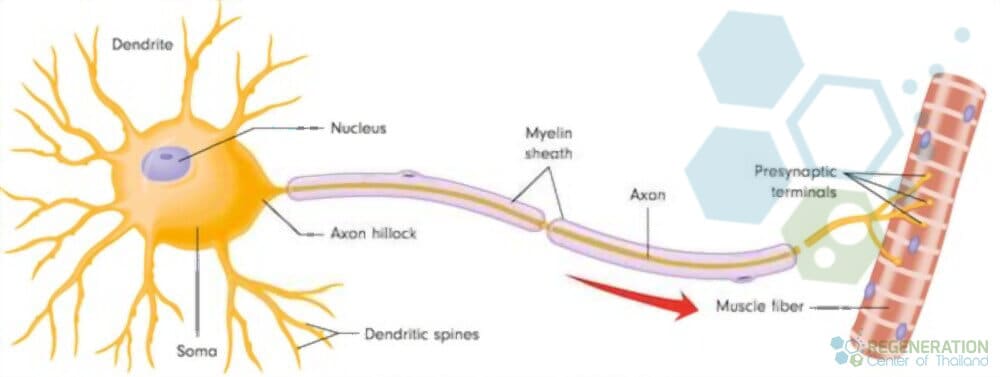 Dendrite
Nucleus
Myelin
sheath
Axon
Presynaptic
terminals
Axon hillock
Muscle fiber
Dendritic spines
Soma
REGENERATION
Center of Thailand